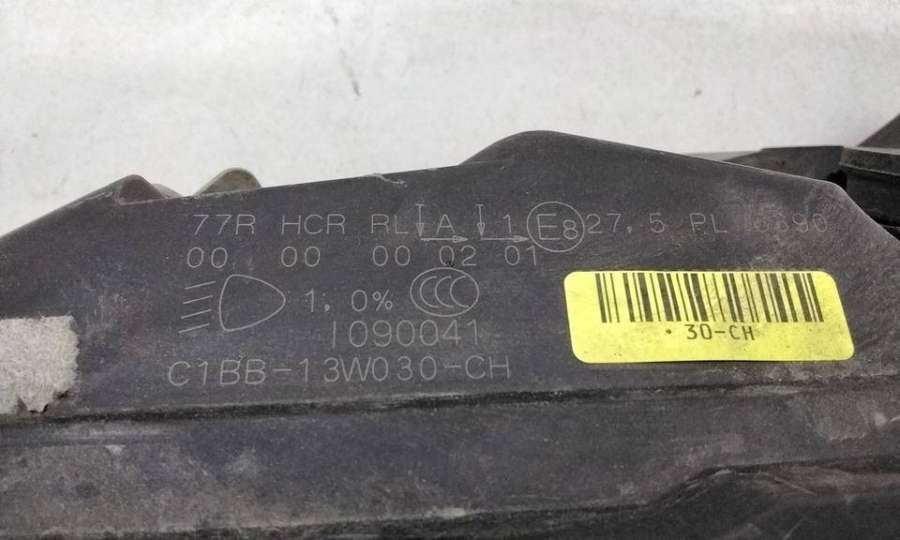 77R HCR RL A 1 E8 27,5 PL
00 00 00 02 01
1,0% CCC
1090041
C1BB-13W030-CH
30-CH